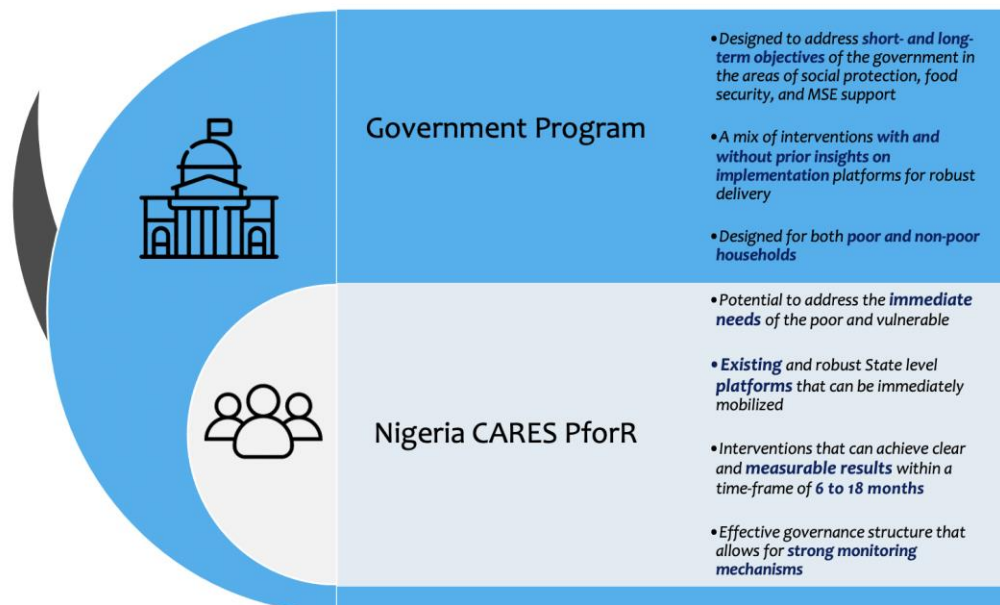 Government Program
•Designed to address short- and long-
term objectives of the government in
the areas of social protection, food
security, and MSE support
•A mix of interventions with and
without prior insights on
implementation platforms for robust
delivery
•Designed for both poor and non-poor
households
Nigeria CARES PforR
•Potential to address the immediate
needs of the poor and vulnerable
•Existing and robust State level
platforms that can be immediately
mobilized
•Interventions that can achieve clear
and measurable results within a
time-frame of 6 to 18 months
•Effective governance structure that
allows for strong monitoring
mechanisms